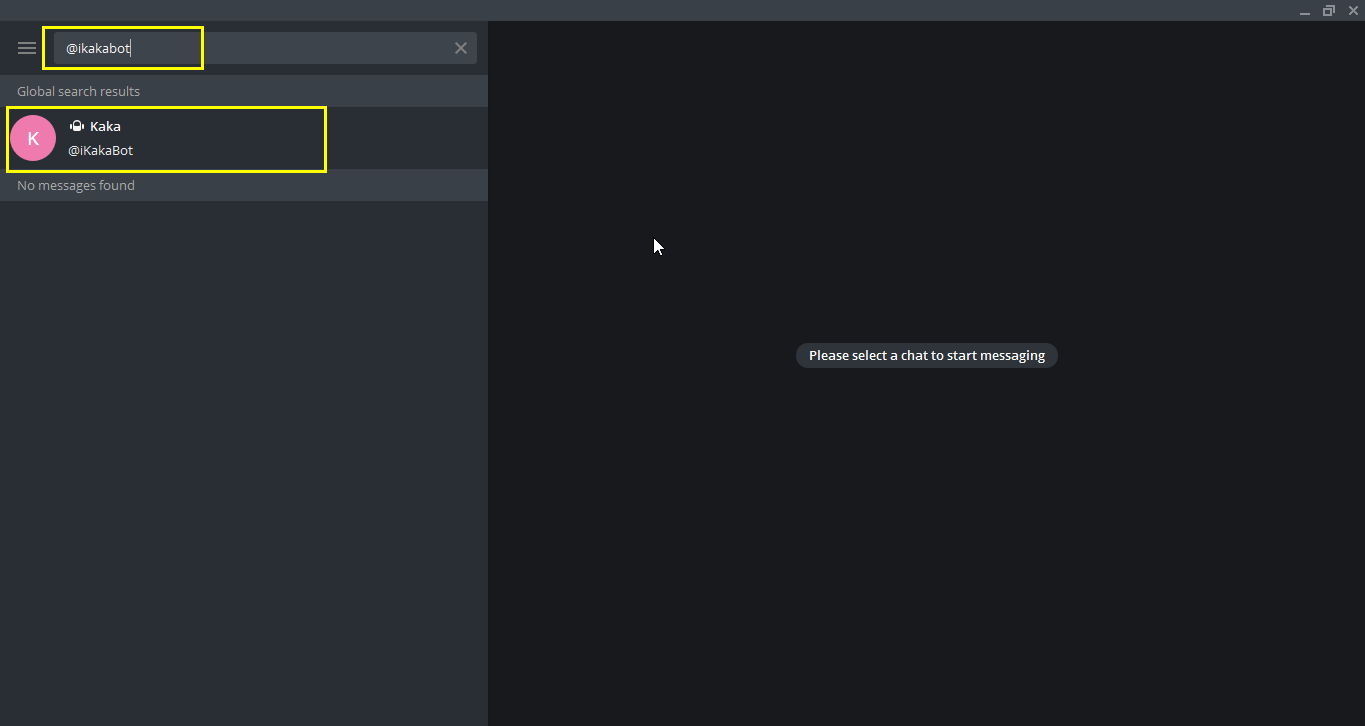 @ikakabot
Global search results
K
Kaka
@iKakaBot
No messages found
Please select a chat to start messaging